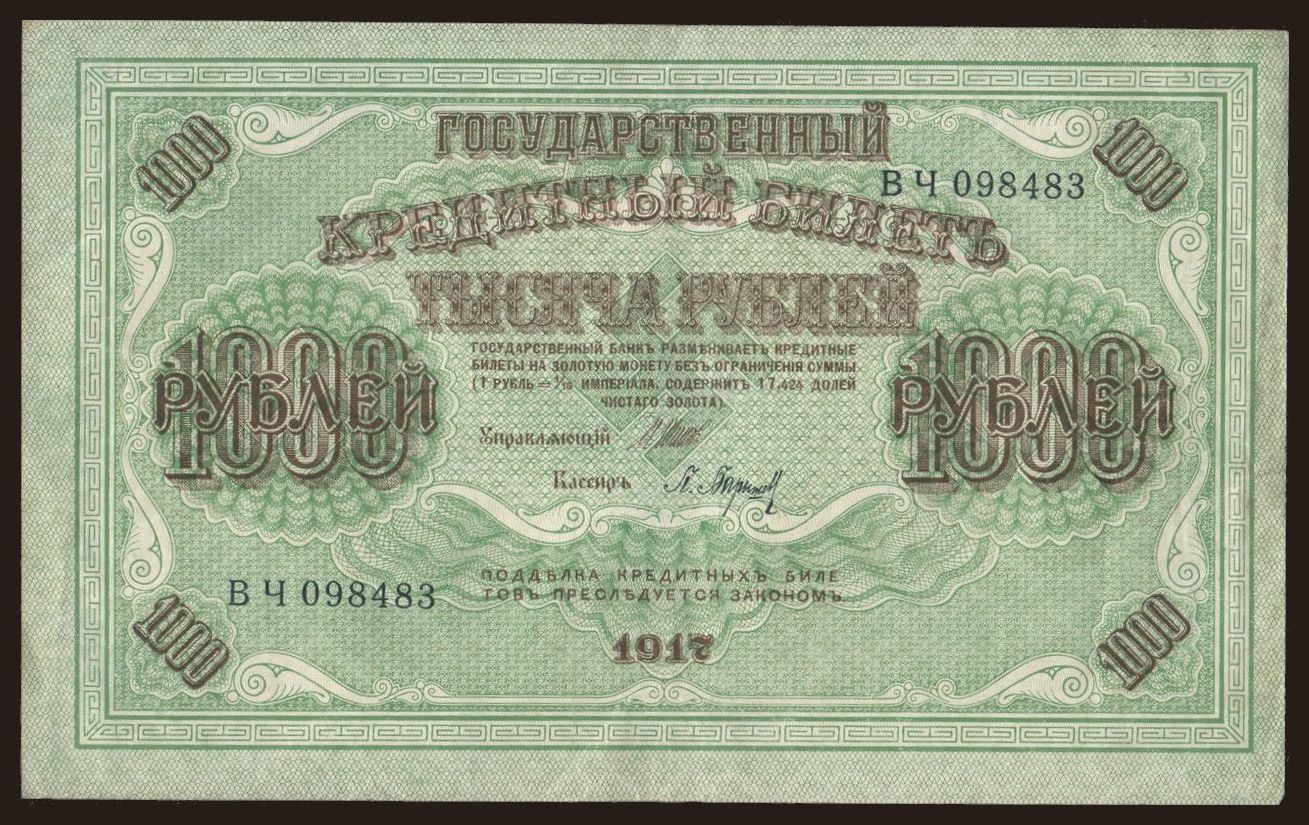 1000
1000
ГОСУДАРСТВЕННЫЙ
ВЧ 098483
КРЕДИТНЫЙ БИЛЕТЪ
ТЫСЯЧА РУБЛЕЙ
ГОСУДАРСТВЕННЫЙ БАНКЪ РАЗМѢНИВАЕТЪ КРЕДИТНЫЕ
БИЛЕТЫ НА ЗОЛОТУЮ МОНЕТУ БЕЗЪ ОГРАНИЧЕНІЯ СУММЫ
(1 РУБЛЬ = 1/15 ИМПЕРІАЛА, СОДЕРЖИТЪ 17,424 ДОЛЕЙ
ЧИСТАГО ЗОЛОТА).
1000
РУБЛЕЙ
1000
РУБЛЕЙ
Управляющій
Кассиръ
ПОДДѢЛКА КРЕДИТНЫХЪ БИЛЕ
ТОВЪ ПРЕСЛѢДУЕТСЯ ЗАКОНОМЪ
ВЧ 098483
1917
1000
1000